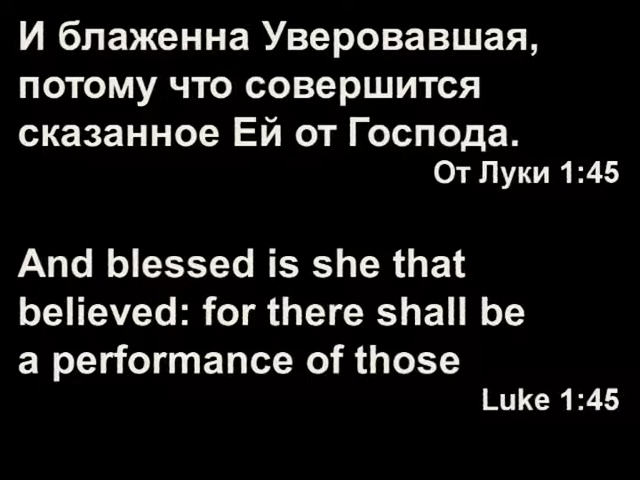 И блаженна Уверовавшая,
потому что совершится
сказанное Ей от Господа.
От Луки 1:45
And blessed is she that
believed: for there shall be
a performance of those
Luke 1:45